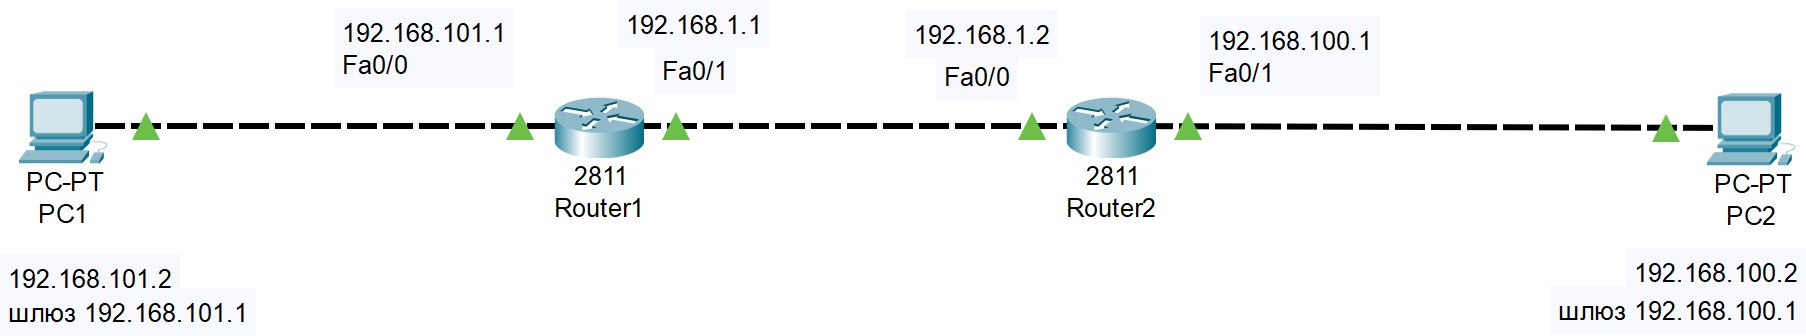 192.168.101.1
Fa0/0
192.168.1.1
Fa0/1
192.168.1.2
Fa0/0
192.168.100.1
Fa0/1
PC-PT
PC1
2811
Router1
2811
Router2
PC-PT
PC2
192.168.101.2
шлюз 192.168.101.1
192.168.100.2
шлюз 192.168.100.1